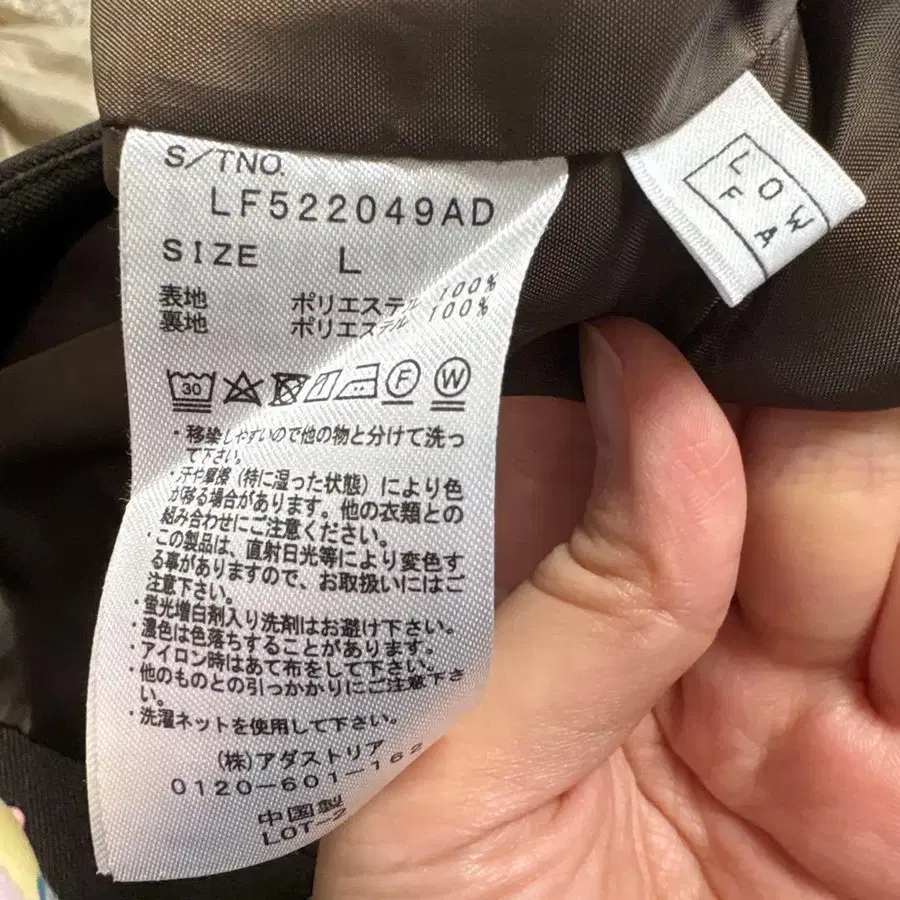 S/TNO.
LF522049AD
SIZE L
表地 ポリエステル 100%
裏地 ポリエステル 100%
30
F W
・移染しやすいので他の物と分けて洗っ
て下さい。
・汗や摩擦（特に湿った状態）により色
が移る場合があります。他の衣類との
組み合わせにご注意ください。
・この製品は、直射日光等により変色す
る事がありますので、お取扱いにはご
注意下さい。
・蛍光増白剤入り洗剤はお避け下さい。
・濃色は色落ちすることがあります。
・アイロン時はあて布をして下さい。
・他のものとの引っかかりにご注意下さ
い。
・洗濯ネットを使用して下さい。
(株)アダストリア
0120-601-162
中国製
LOT-2
LOW
FA